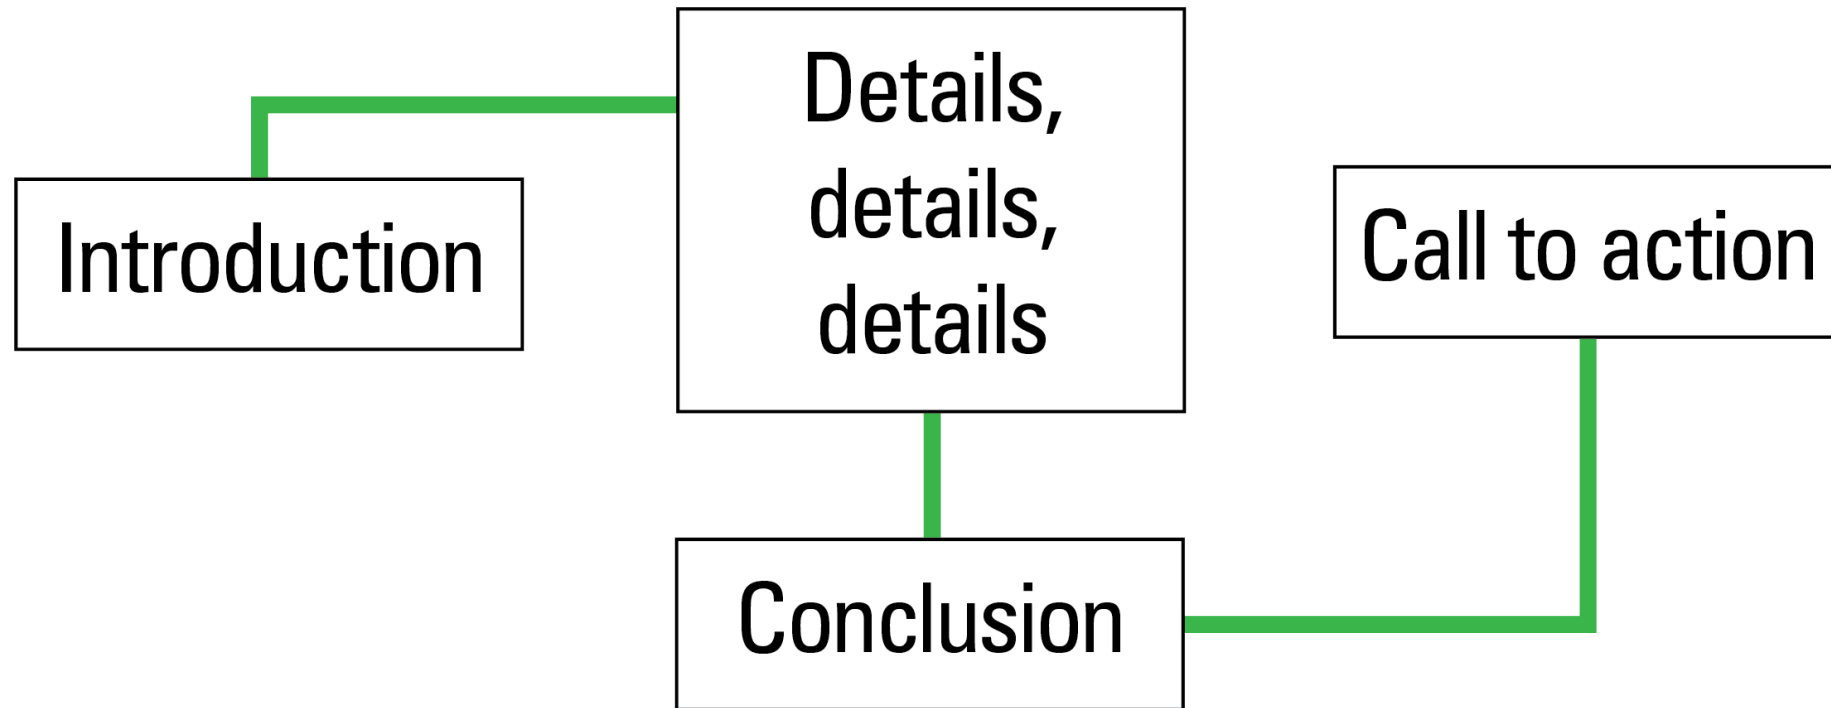 Introduction
Details,
details,
details
Conclusion
Call to action